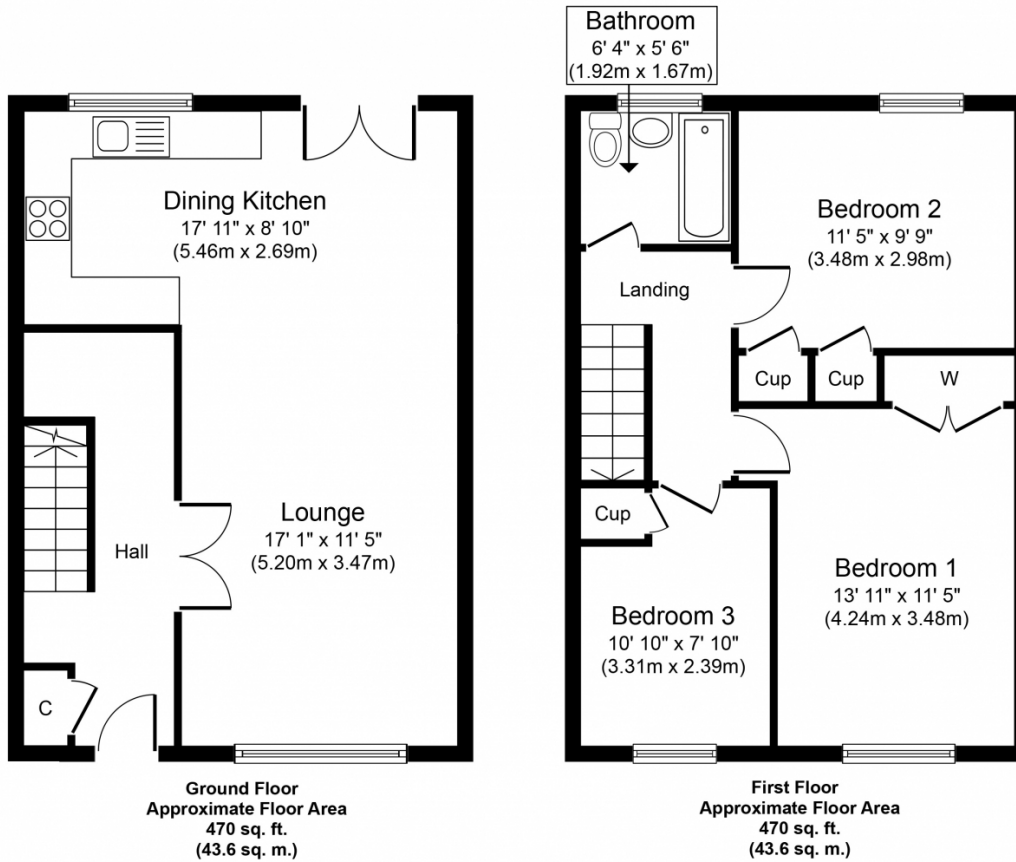 Bathroom
6' 4" x 5' 6"
(1.92m x 1.67m)
Dining Kitchen
17' 11" x 8' 10"
(5.46m x 2.69m)
Lounge
17' 1" x 11' 5"
(5.20m x 3.47m)
Hall
C
Ground Floor
Approximate Floor Area
470 sq. ft.
(43.6 sq. m.)
Bedroom 2
11' 5" x 9' 9"
(3.48m x 2.98m)
Landing
Cup
Cup
W
Cup
Bedroom 1
13' 11" x 11' 5"
(4.24m x 3.48m)
Bedroom 3
10' 10" x 7' 10"
(3.31m x 2.39m)
First Floor
Approximate Floor Area
470 sq. ft.
(43.6 sq. m.)